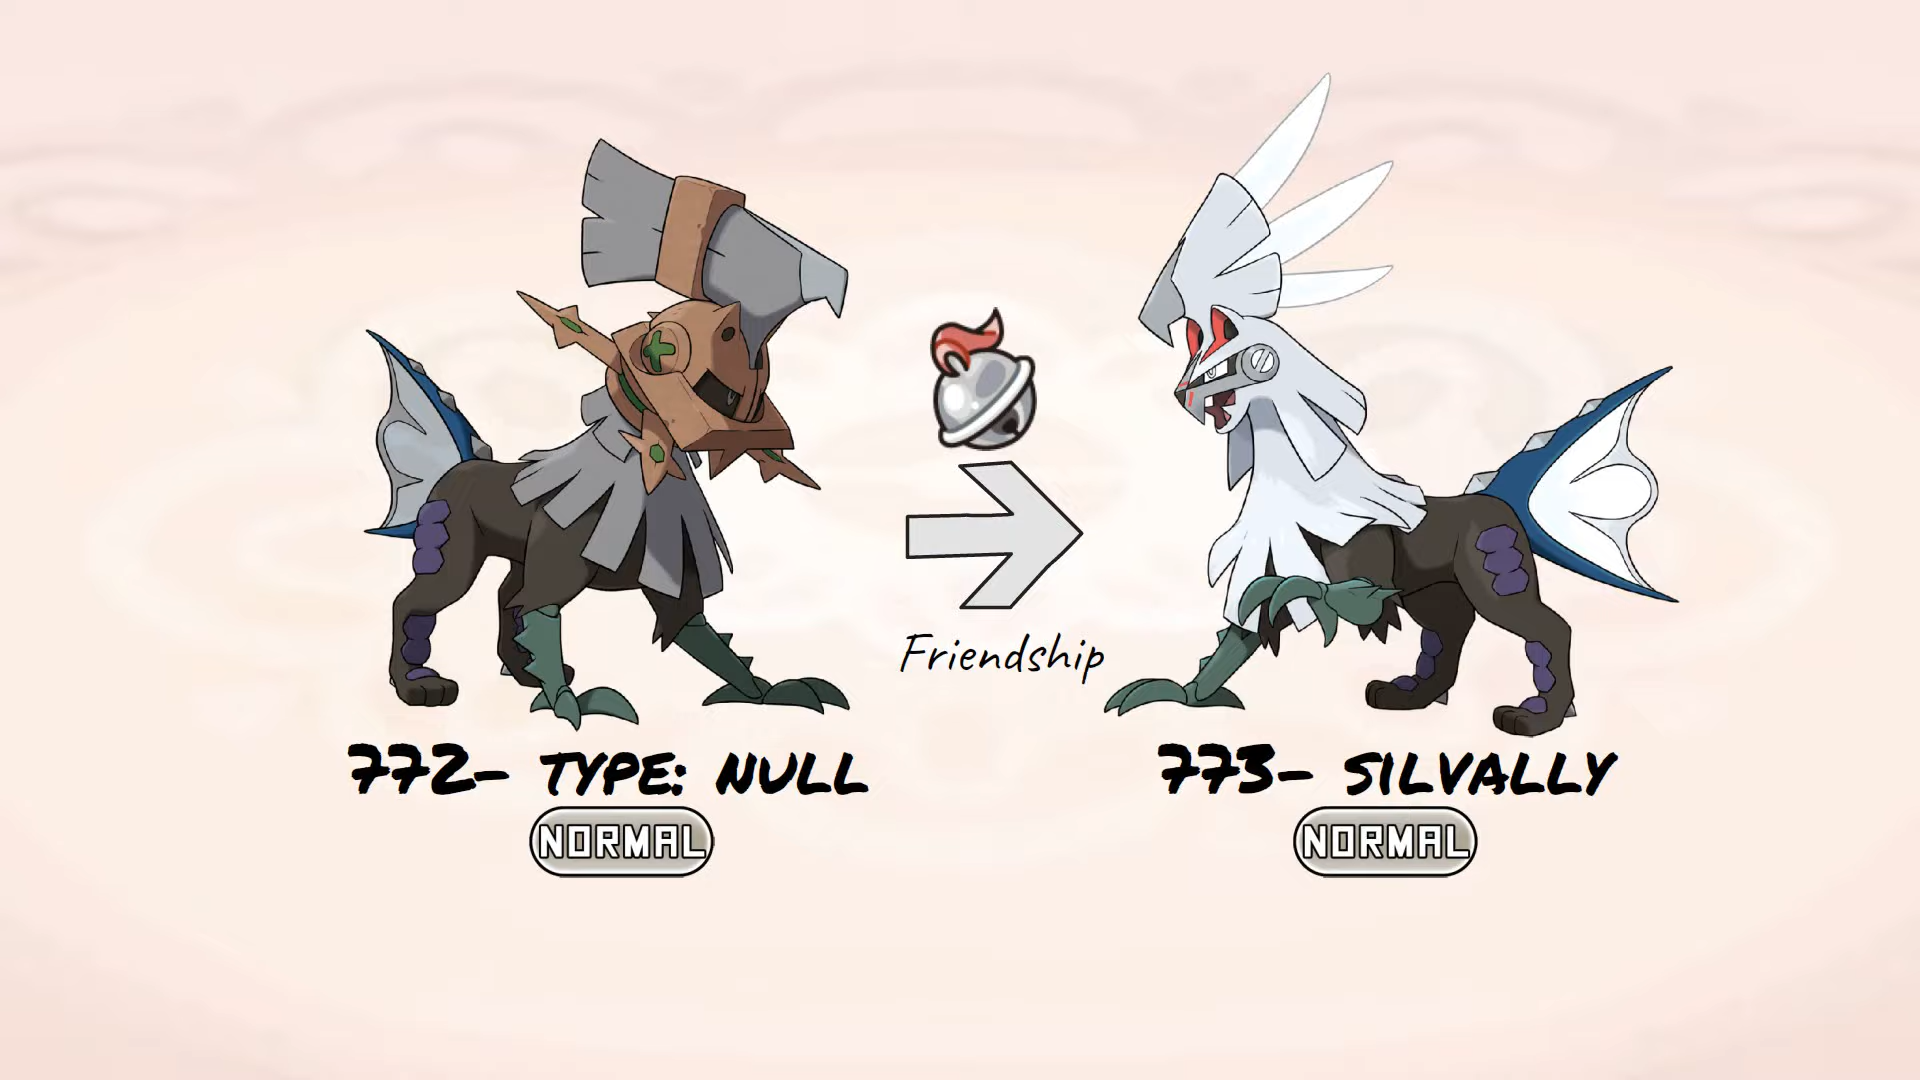 Friendship
772- TYPE: NULL
773- SILVALLY
NORMAL
NORMAL